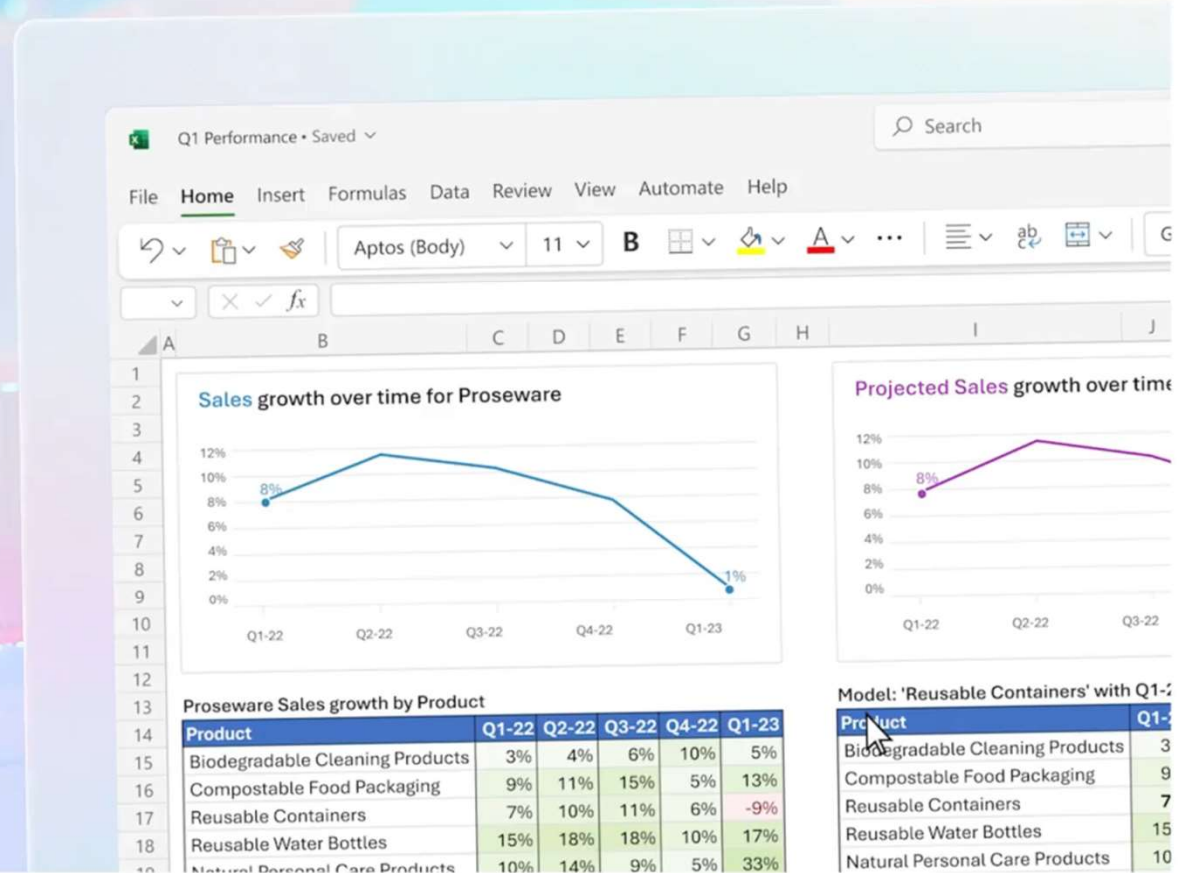 Q1 Performance • Saved
Search
File Home Insert Formulas Data Review View Automate Help
Aptos (Body) 11 B A ab
fx
A B C D E F G H I J
1
2
3
4
5
6
7
8
9
10
11
12
13
14
15
16
17
18
Sales growth over time for Proseware
12%
10%
8%
6%
4%
2%
0%
8%
1%
Q1-22 Q2-22 Q3-22 Q4-22 Q1-23
Projected Sales growth over time
12%
10%
8%
6%
4%
2%
0%
8%
Q1-22 Q2-22 Q3-22
Proseware Sales growth by Product
Product Q1-22 Q2-22 Q3-22 Q4-22 Q1-23
Biodegradable Cleaning Products 3% 4% 6% 10% 5%
Compostable Food Packaging 9% 11% 15% 5% 13%
Reusable Containers 7% 10% 11% 6% -9%
Reusable Water Bottles 15% 18% 18% 10% 17%
Natural Personal Care Products 10% 14% 9% 5% 33%
Model: 'Reusable Containers' with
Product
Biodegradable Cleaning Products 3
Compostable Food Packaging 9
Reusable Containers 7
Reusable Water Bottles 15
Natural Personal Care Products 10